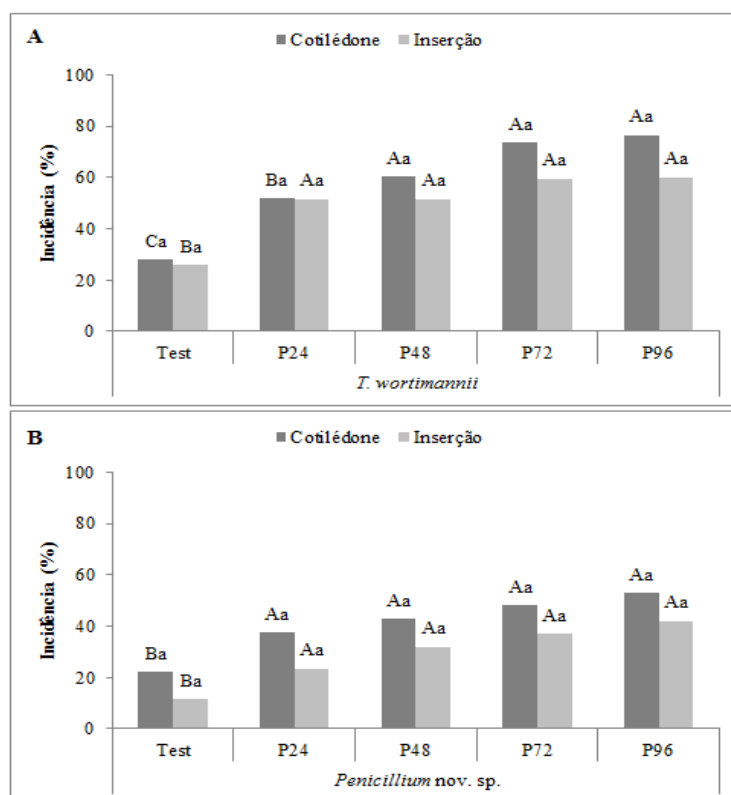 A
Cotilédone Inserção
Incidência (%)
100
80
60
40
20
0
Ca Ba
Ba Aa
Aa Aa
Aa Aa
Aa Aa
Test P24 P48 P72 P96
T. wortimannii
B
Cotilédone Inserção
Incidência (%)
100
80
60
40
20
0
Ba Ba
Aa Aa
Aa Aa
Aa Aa
Aa Aa
Test P24 P48 P72 P96
Penicillium nov. sp.